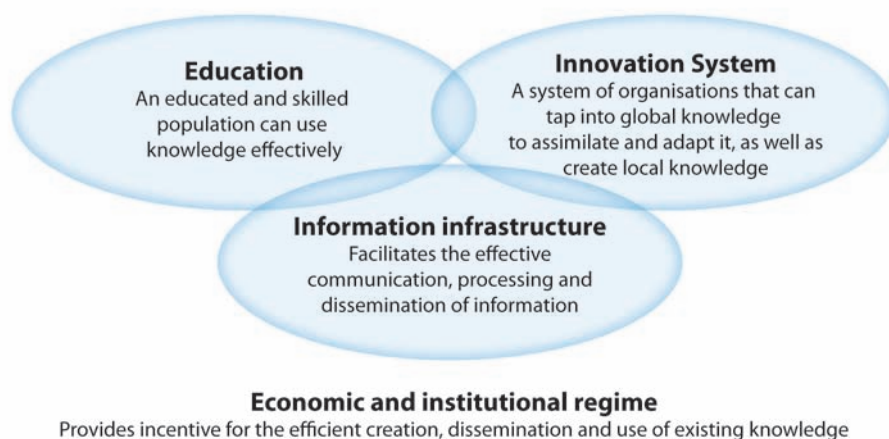 Education
An educated and skilled
population can use
knowledge effectively
Innovation System
A system of organisations that can
tap into global knowledge
to assimilate and adapt it, as well as
create local knowledge
Information infrastructure
Facilitates the effective
communication, processing and
dissemination of information
Economic and institutional regime
Provides incentive for the efficient creation, dissemination and use of existing knowledge